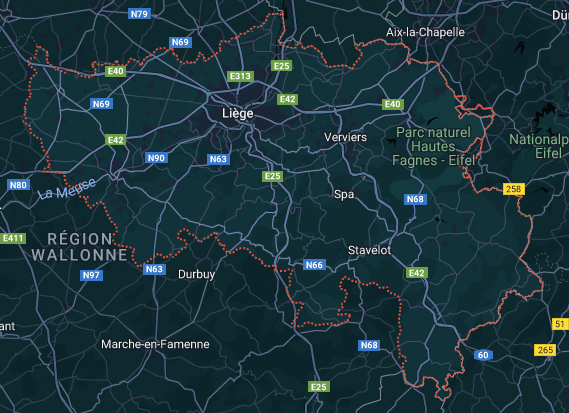 N79
N69
Aix-la-Chapelle
Dü
E40
E313
E25
N69
E42
E40
Liège
E42
Verviers
Parc naturel
Hautes
Fagnes - Eifel
Nationalp
Eifel
N90
N63
E25
N80
La Meuse
Spa
258
N68
E411
RÉGION
WALLONNE
Stavelot
N97
N63
Durbuy
N66
E42
ant
Marche-en-Famenne
N68
60
51
265
E25